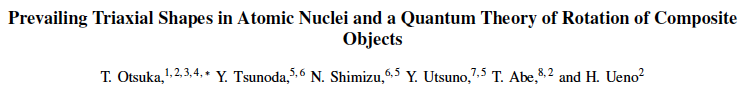 Prevailing Triaxial Shapes in Atomic Nuclei and a Quantum Theory of Rotation of Composite
Objects
T. Otsuka,1, 2, 3, 4, * Y. Tsunoda,5, 6 N. Shimizu,6, 5 Y. Utsuno,7, 5 T. Abe,8, 2 and H. Ueno2